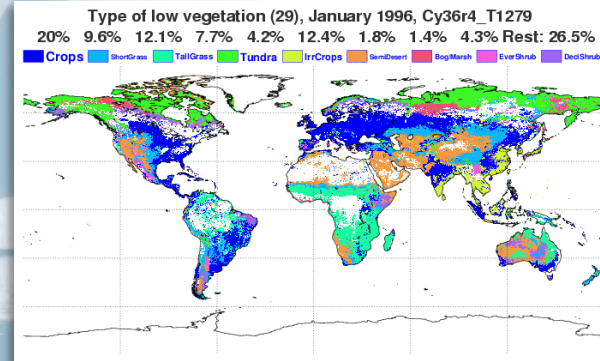 Type of low vegetation (29), January 1996, Cy36r4_T1279
20% 9.6% 12.1% 7.7% 4.2% 12.4% 1.8% 1.4% 4.3% Rest: 26.5%
Crops ShortGrass TallGrass Tundra IrrCrops SemiDesert Bog/Marsh EverShrub DeciShrub